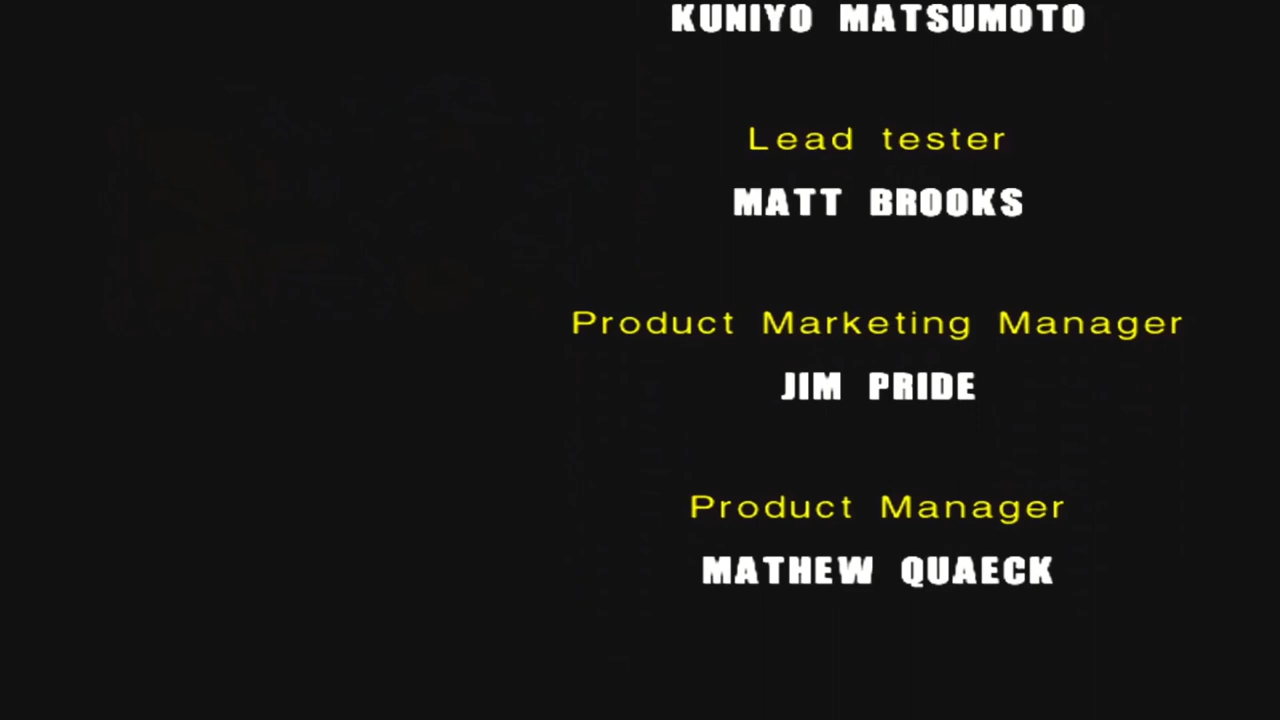 KUNIYO MATSUMOTO
Lead tester
MATT BROOKS
Product Marketing Manager
JIM PRIDE
Product Manager
MATHEW QUAECK